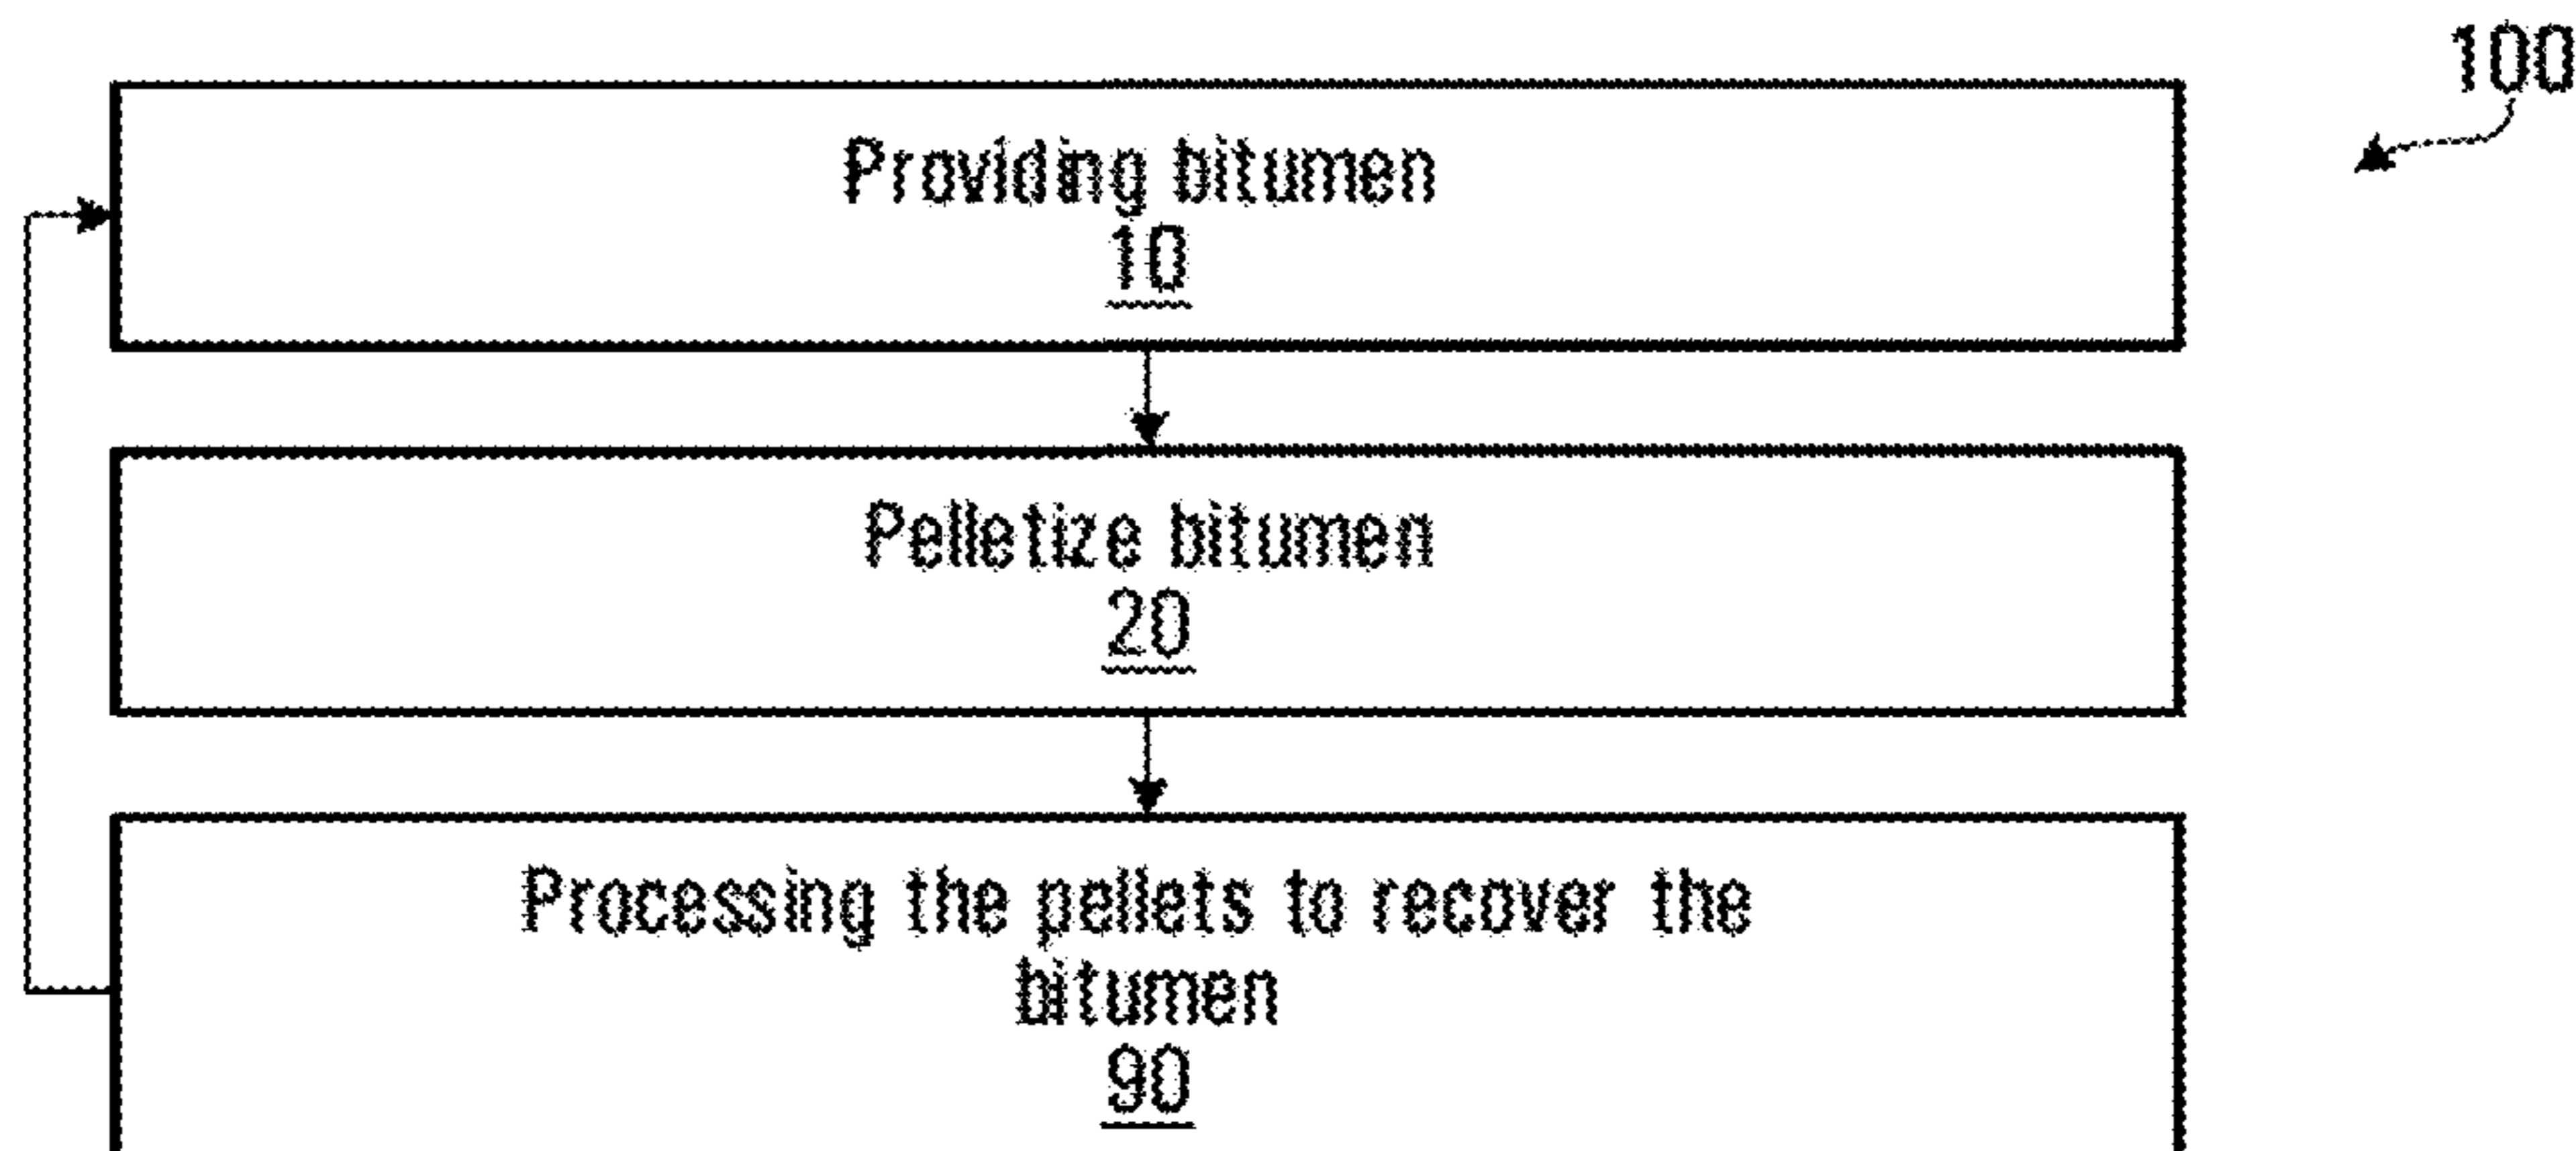 100
Providing bitumen
10
Pelletize bitumen
20
Processing the pellets to recover the
bitumen
90